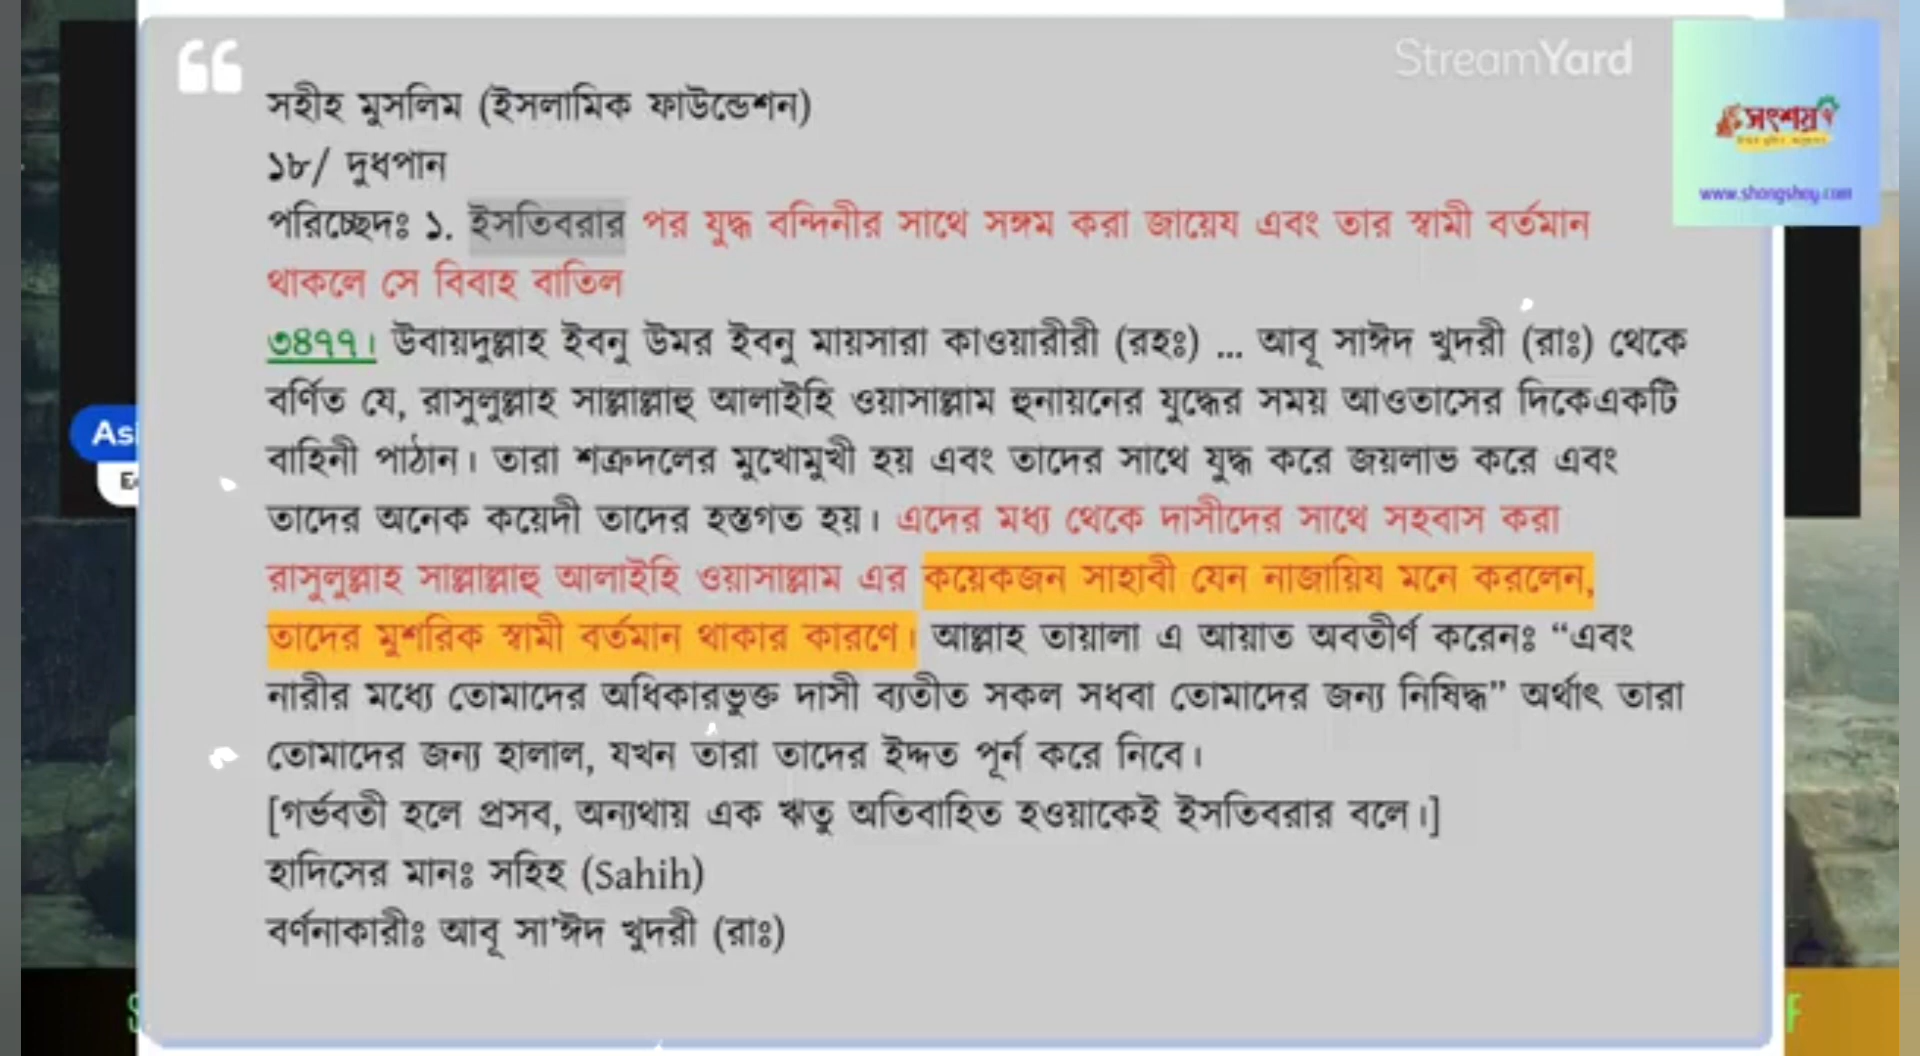 StreamYard
সংশয়
www.shongshoy.com
সহীহ মুসলিম (ইসলামিক ফাউন্ডেশন)
১৮/ দুধপান
পরিচ্ছেদঃ ১. ইসতিবরার পর যুদ্ধ বন্দিনীর সাথে সঙ্গম করা জায়েয এবং তার স্বামী বর্তমান
থাকলে সে বিবাহ বাতিল
৩৪৭৭। উবায়দুল্লাহ ইবনু উমর ইবনু মায়সারা কাওয়ারীরী (রহঃ) ... আবূ সাঈদ খুদরী (রাঃ) থেকে
বর্ণিত যে, রাসুলুল্লাহ সাল্লাল্লাহু আলাইহি ওয়াসাল্লাম হুনায়নের যুদ্ধের সময় আওতাসের দিকেএকটি
বাহিনী পাঠান। তারা শত্রুদলের মুখোমুখী হয় এবং তাদের সাথে যুদ্ধ করে জয়লাভ করে এবং
তাদের অনেক কয়েদী তাদের হস্তগত হয়। এদের মধ্য থেকে দাসীদের সাথে সহবাস করা
রাসুলুল্লাহ সাল্লাল্লাহু আলাইহি ওয়াসাল্লাম এর কয়েকজন সাহাবী যেন নাজায়িয মনে করলেন,
তাদের মুশরিক স্বামী বর্তমান থাকার কারণে। আল্লাহ তায়ালা এ আয়াত অবতীর্ণ করেনঃ “এবং
নারীর মধ্যে তোমাদের অধিকারভুক্ত দাসী ব্যতীত সকল সধবা তোমাদের জন্য নিষিদ্ধ” অর্থাৎ তারা
তোমাদের জন্য হালাল, যখন তারা তাদের ইদ্দত পূর্ন করে নিবে।
[গর্ভবতী হলে প্রসব, অন্যথায় এক ঋতু অতিবাহিত হওয়াকেই ইসতিবরার বলে।]
হাদিসের মানঃ সহিহ (Sahih)
বর্ণনাকারীঃ আবূ সা'ঈদ খুদরী (রাঃ)
Asi